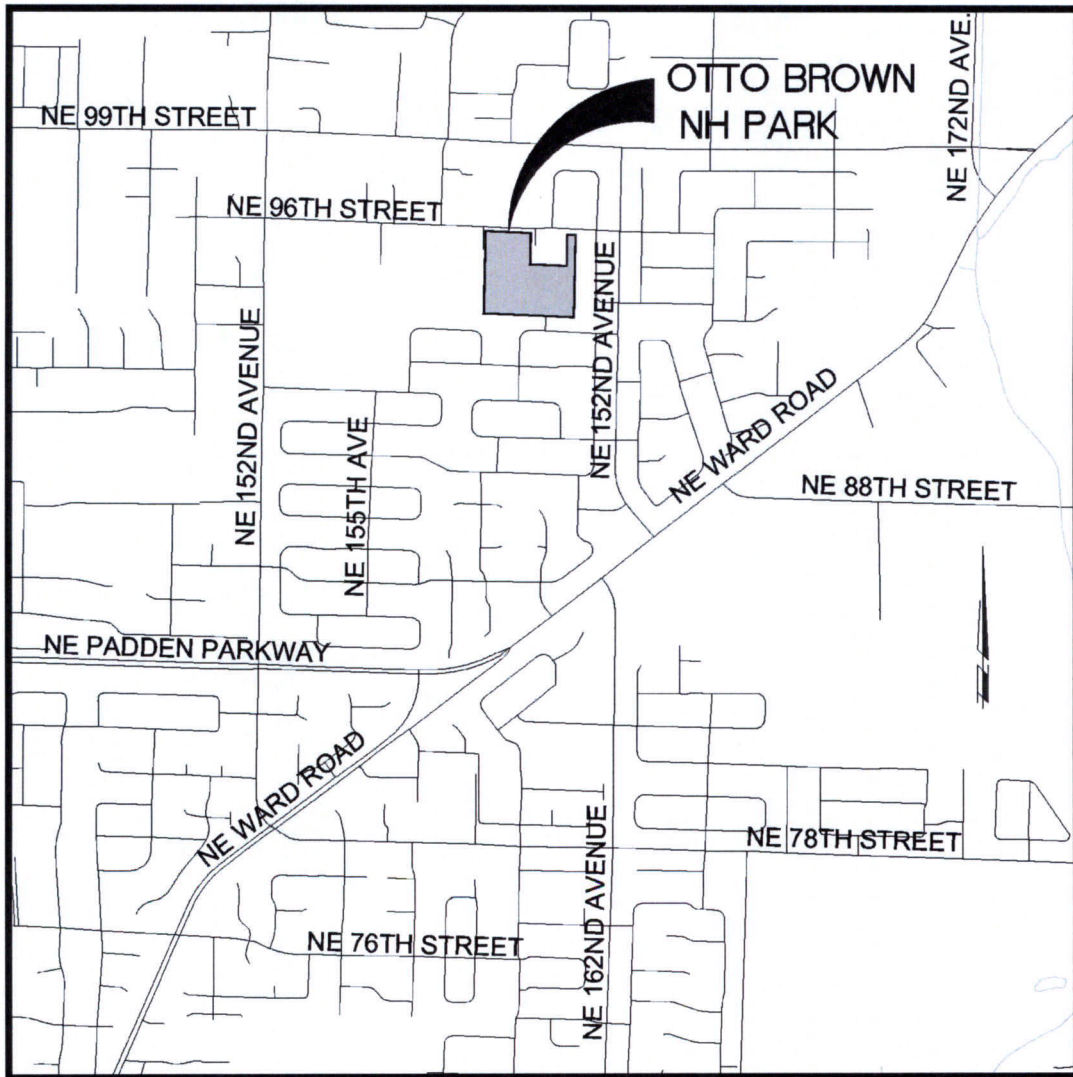 OTTO BROWN
NH PARK
NE 172ND AVE.
NE 99TH STREET
NE 96TH STREET
NE 152ND AVENUE
NE 152ND AVENUE
NE 155TH AVE
NE WARD ROAD
NE 88TH STREET
NE PADDEN PARKWAY
N
NE WARD ROAD
NE 78TH STREET
NE 162ND AVENUE
NE 76TH STREET